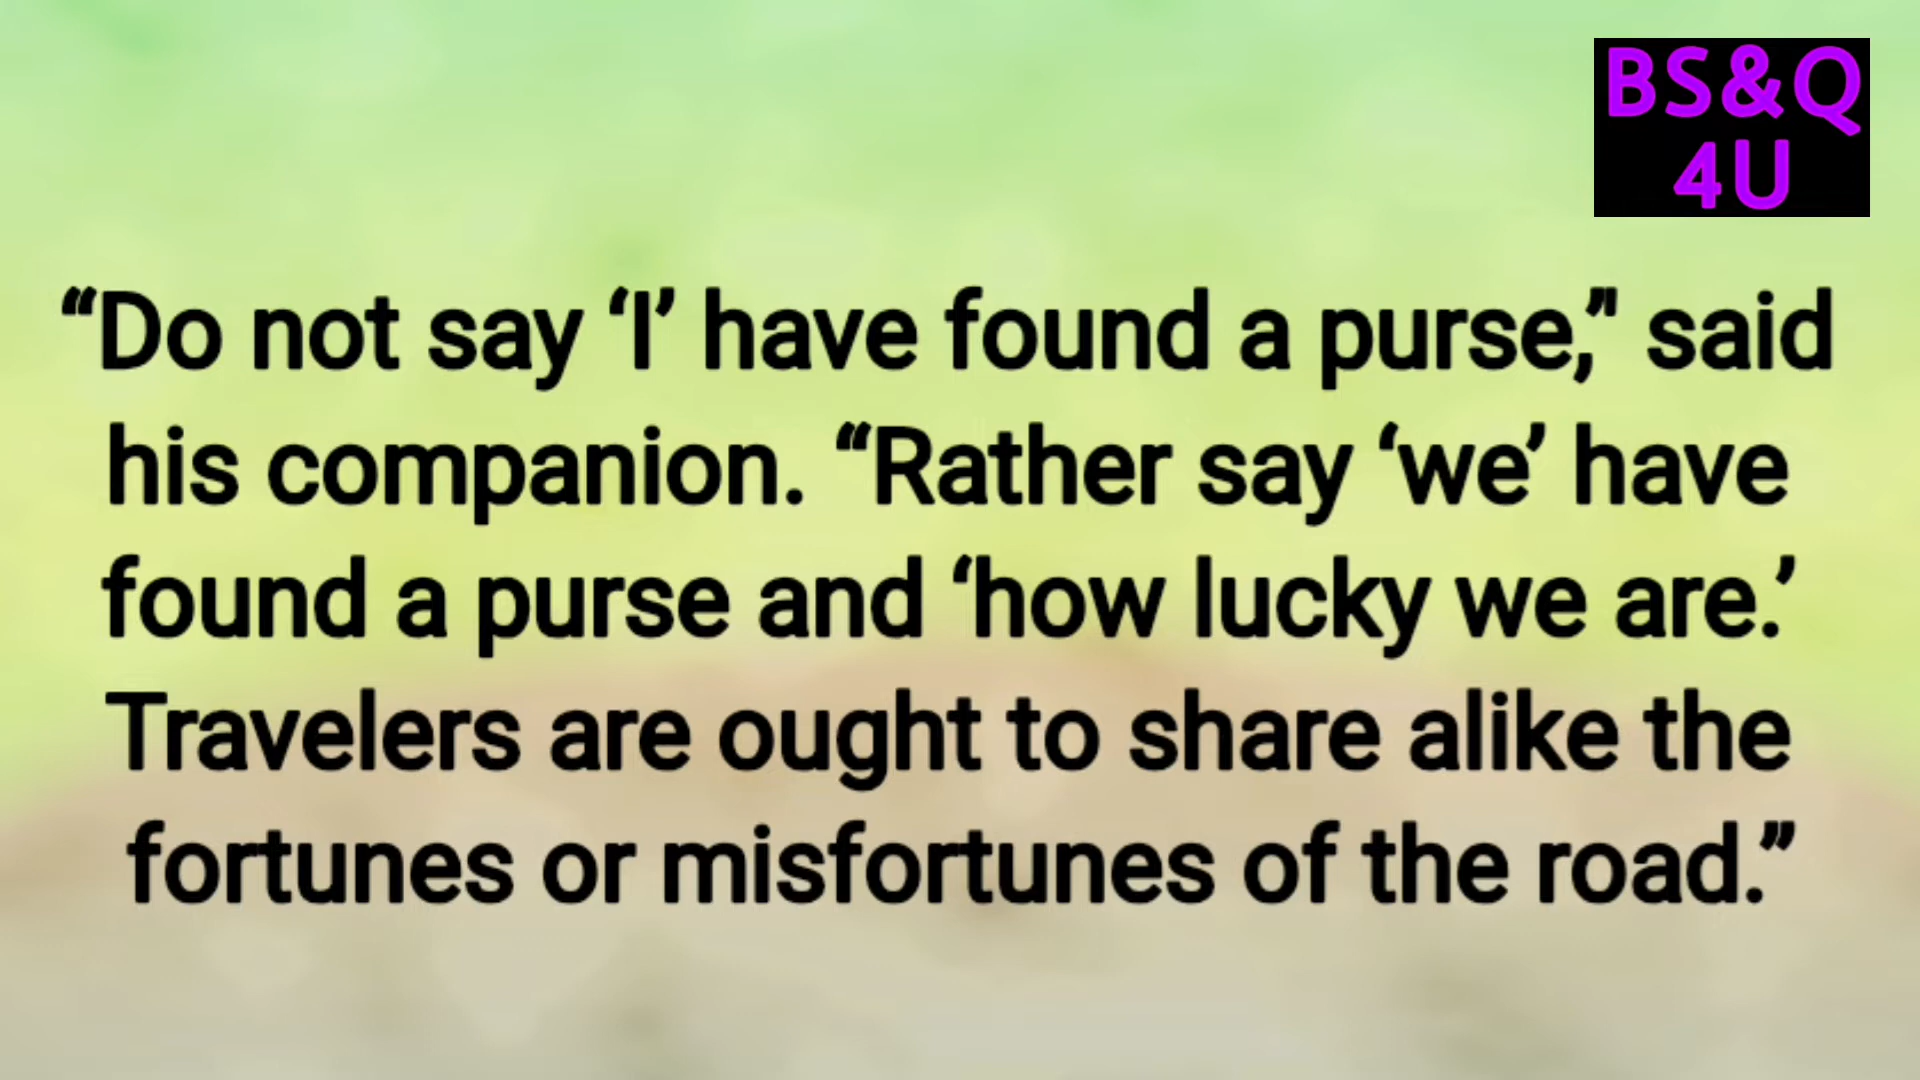 BS&Q
4U
“Do not say ‘I’ have found a purse,” said
his companion. “Rather say ‘we’ have
found a purse and ‘how lucky we are.’
Travelers are ought to share alike the
fortunes or misfortunes of the road.”